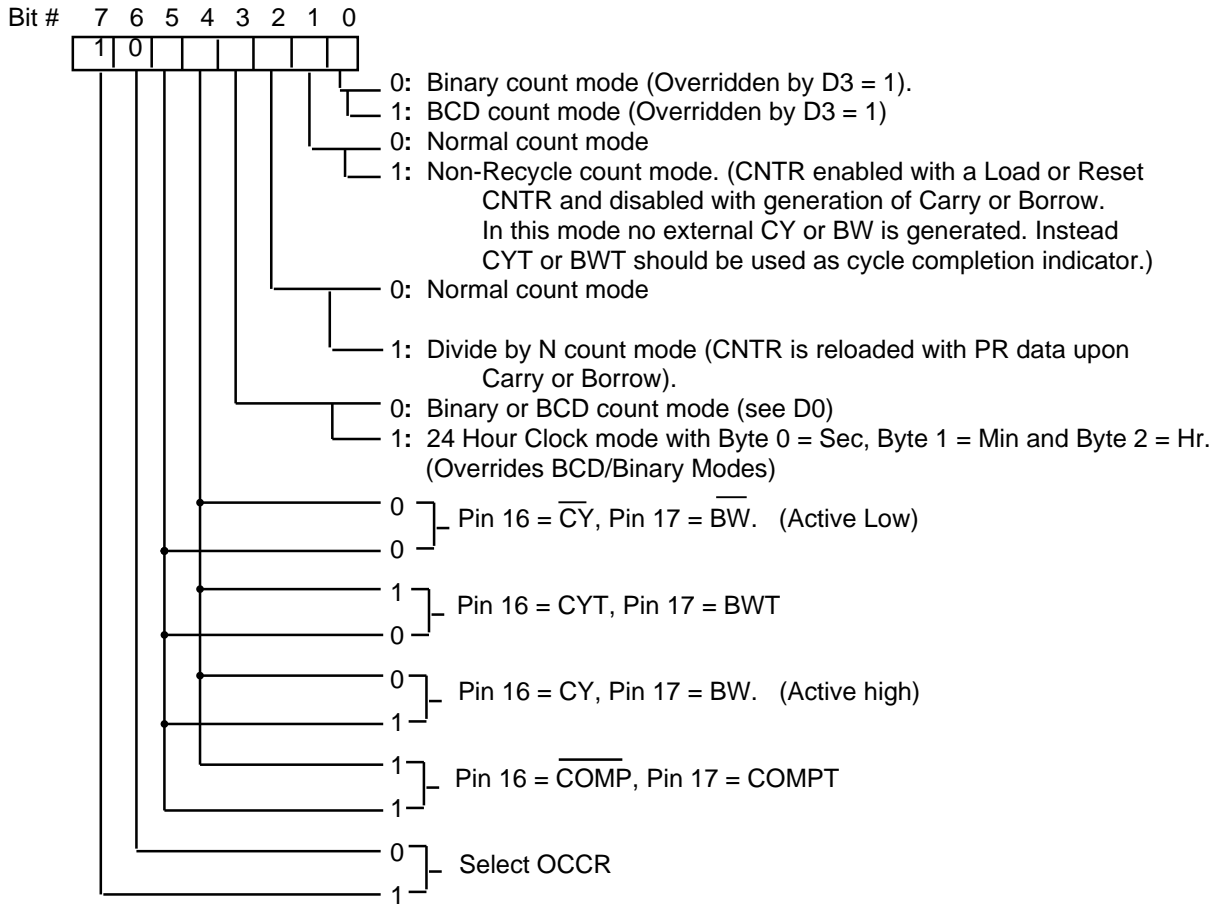 Bit # 7 6 5 4 3 2 1 0
1 0
0: Binary count mode (Overridden by D3 = 1).
1: BCD count mode (Overridden by D3 = 1)
0: Normal count mode
1: Non-Recycle count mode. (CNTR enabled with a Load or Reset
CNTR and disabled with generation of Carry or Borrow.
In this mode no external CY or BW is generated. Instead
CYT or BWT should be used as cycle completion indicator.)
0: Normal count mode
1: Divide by N count mode (CNTR is reloaded with PR data upon
Carry or Borrow).
0: Binary or BCD count mode (see D0)
1: 24 Hour Clock mode with Byte 0 = Sec, Byte 1 = Min and Byte 2 = Hr.
(Overrides BCD/Binary Modes)
0
Pin 16 = C̅Y̅, Pin 17 = B̅W̅. (Active Low)
0
1
Pin 16 = CYT, Pin 17 = BWT
0
0
Pin 16 = CY, Pin 17 = BW. (Active high)
1
1
Pin 16 = C̅O̅M̅P̅, Pin 17 = COMPT
1
0
Select OCCR
1